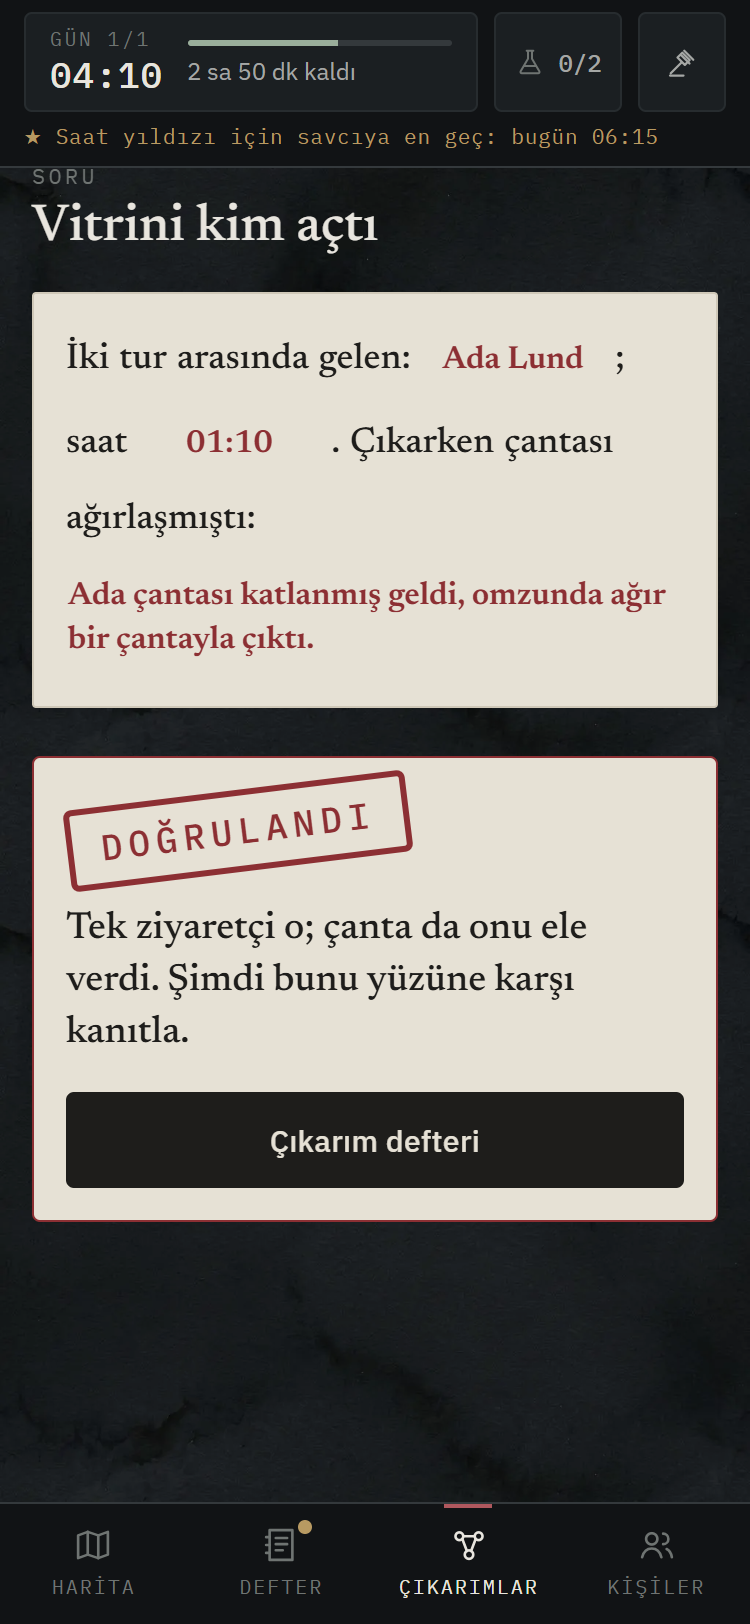 GÜN 1/1
04:10
2 sa 50 dk kaldı
0/2
★ Saat yıldızı için savcıya en geç: bugün 06:15
SORU
Vitrini kim açtı
İki tur arasında gelen: Ada Lund ;
saat 01:10 . Çıkarken çantası
ağırlaşmıştı:
Ada çantası katlanmış geldi, omzunda ağır
bir çantayla çıktı.
DOĞRULANDI
Tek ziyaretçi o; çanta da onu ele
verdi. Şimdi bunu yüzüne karşı
kanıtla.
Çıkarım defteri
HARİTA
DEFTER
ÇIKARIMLAR
KİŞİLER